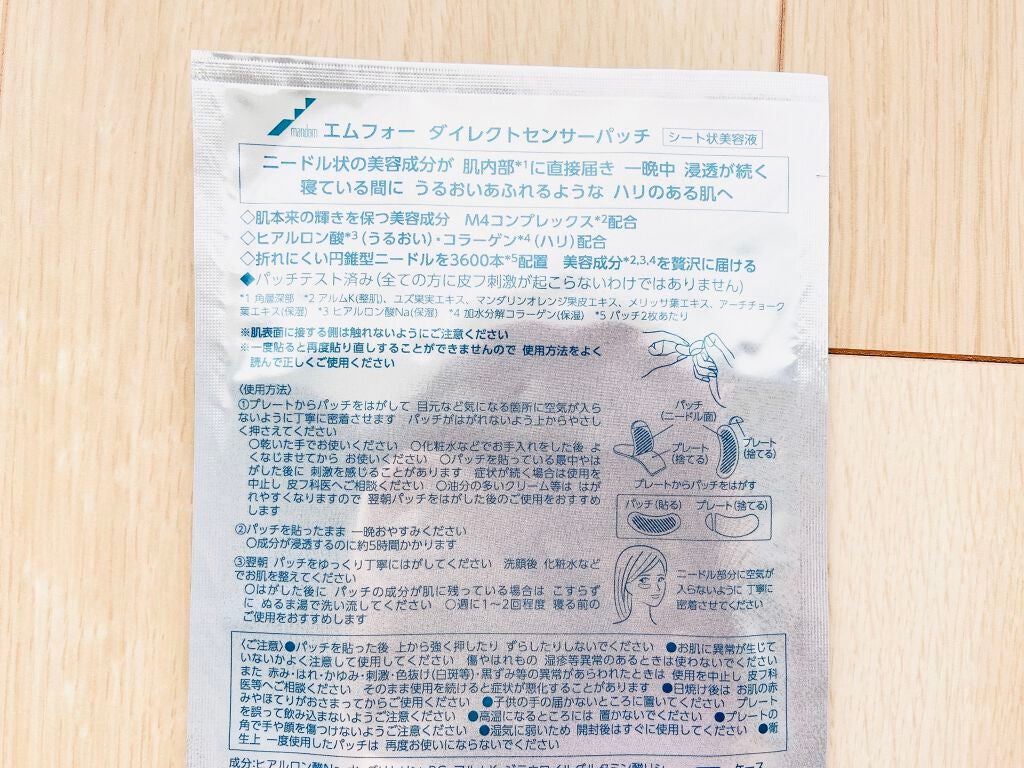 mandom エムフォー ダイレクトセンサーパッチ シート状美容液
ニードル状の美容成分が 肌内部*1に直接届き 一晩中 浸透が続く
寝ている間に うるおいあふれるような ハリのある肌へ
◇肌本来の輝きを保つ美容成分 M4コンプレックス*2配合
◇ヒアルロン酸*3(うるおい)・コラーゲン*4(ハリ)配合
◇折れにくい円錐型ニードルを3600本*5配置 美容成分*2,3,4を贅沢に届ける
◆パッチテスト済み(全ての方に皮フ刺激が起こらないわけではありません)
*1 角層深部 *2 アルムK(整肌)、ユズ果実エキス、マンダリンオレンジ果皮エキス、メリッサ葉エキス、アーチチョーク
葉エキス(保湿) *3 ヒアルロン酸Na(保湿) *4 加水分解コラーゲン(保湿) *5 パッチ2枚あたり
※肌表面に接する側は触れないようにご注意ください
※一度貼ると再度貼り直しすることができませんので 使用方法をよく
読んで正しくご使用ください
〈使用方法〉
①プレートからパッチをはがして 目元など気になる箇所に空気が入ら
ないように丁寧に密着させます パッチがはがれないよう上からやさし
く押さえてください
○乾いた手でお使いください ○化粧水などでお手入れをした後 よ
くなじませてから お使いください ○パッチを貼っている最中やは
がした後に 刺激を感じることがあります 症状が続く場合は使用を
中止し 皮フ科医へご相談ください ○油分の多いクリーム等は はが
れやすくなりますので 翌朝パッチをはがした後のご使用をおすすめ
します
パッチ
(ニードル面)
プレート
(捨てる)
プレート
(捨てる)
プレートからパッチをはがす
パッチ(貼る) プレート(捨てる)
②パッチを貼ったまま 一晩おやすみください
○成分が浸透するのに約5時間かかります
③翌朝 パッチをゆっくり丁寧にはがしてください 洗顔後 化粧水など
でお肌を整えてください
○はがした後に パッチの成分が肌に残っている場合は こすらず
に ぬるま湯で洗い流してください ○週に1～2回程度 寝る前の
ご使用をおすすめします
ニードル部分に空気が
入らないように 丁寧に
密着させてください
〈ご注意〉●パッチを貼った後 上から強く押したり ずらしたりしないでください ●お肌に異常が生じて
いないかよく注意して使用してください 傷やはれもの 湿疹等異常のあるときは使わないでください
また 赤み・はれ・かゆみ・刺激・色抜け(白斑等)・黒ずみ等の異常があらわれたときは 使用を中止し 皮フ科
医等へご相談ください そのまま使用を続けると症状が悪化することがあります ●日焼け後は お肌の赤
みやほてりがおさまってからご使用ください ●子供の手の届かないところに置いてください プレート
を誤って飲み込まないようご注意ください ●高温になるところには 置かないでください ●プレートの
角で手や顔を傷つけないようご注意ください ●湿気に弱いため 開封後はすぐに使用してください ●衛
生上 一度使用したパッチは 再度お使いにならないでください
成分:ヒアルロン酸Na